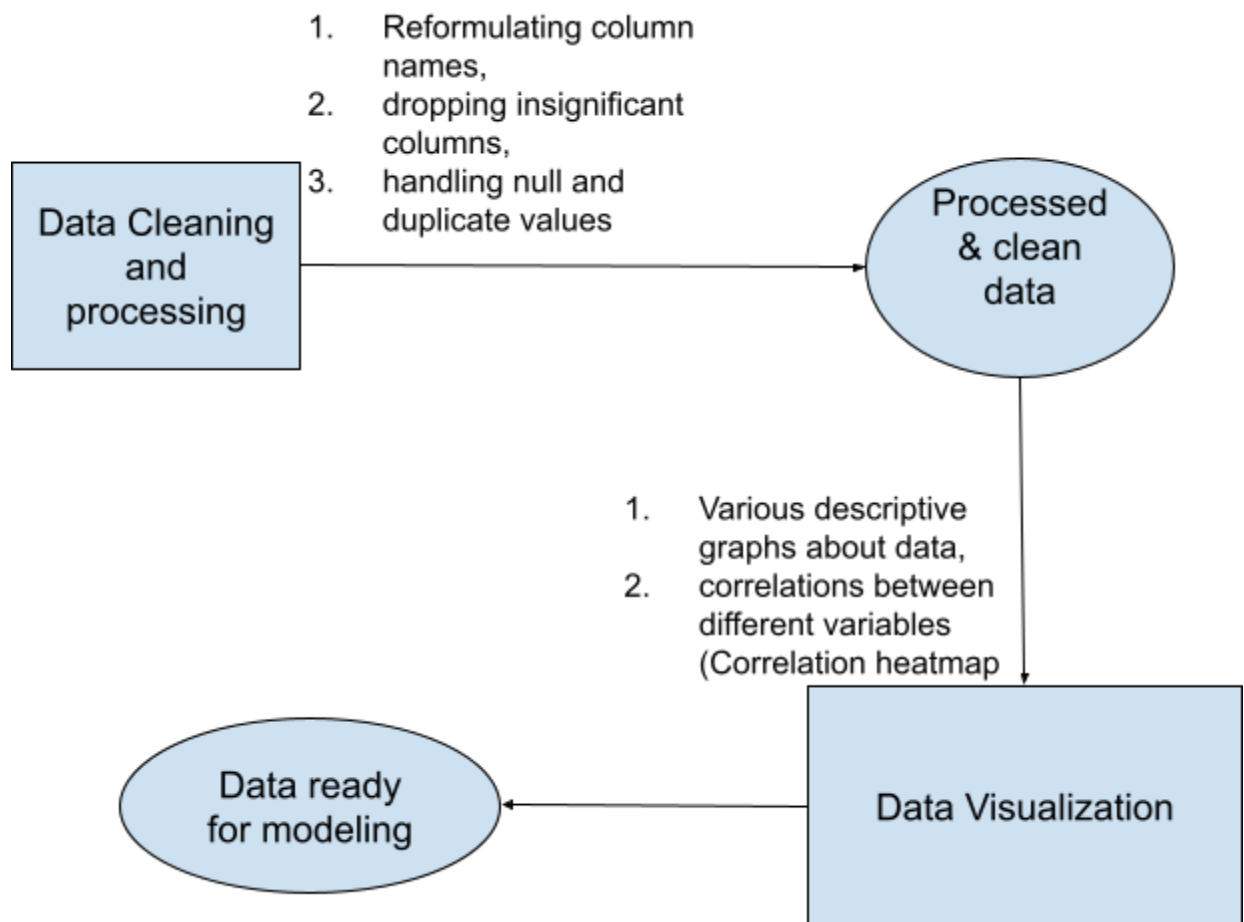 1. Reformulating column
names,
2. dropping insignificant
columns,
3. handling null and
duplicate values
Data Cleaning
and
processing
Processed
& clean
data
1. Various descriptive
graphs about data,
2. correlations between
different variables
(Correlation heatmap
Data Visualization
Data ready
for modeling